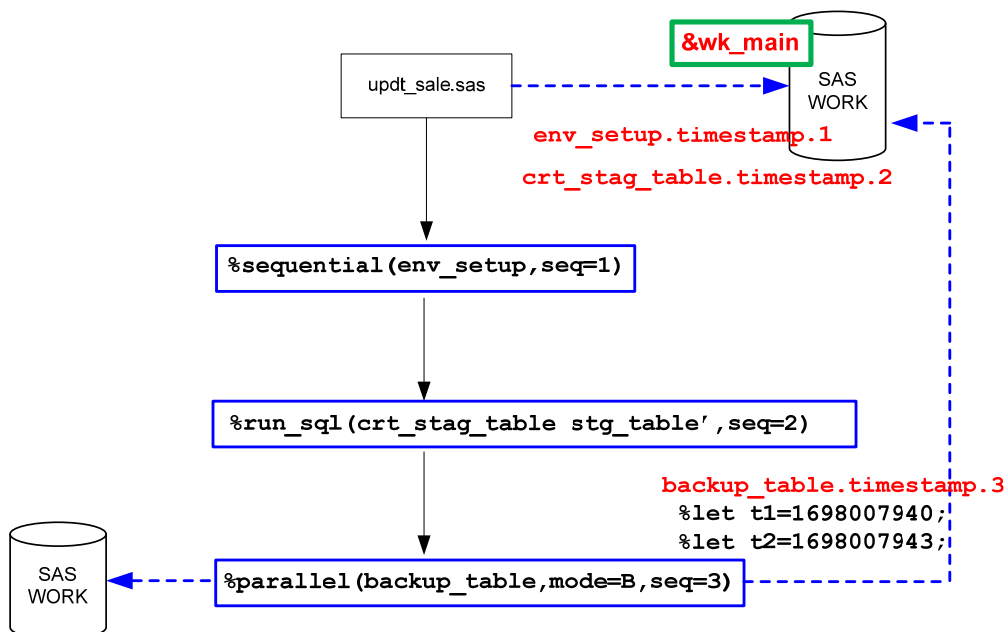 &wk_main
updt_sale.sas
SAS
WORK
env_setup.timestamp.1
crt_stag_table.timestamp.2
%sequential(env_setup,seq=1)
%run_sql(crt_stag_table stg_table’,seq=2)
backup_table.timestamp.3
%let t1=1698007940;
%let t2=1698007943;
%parallel(backup_table,mode=B,seq=3)
SAS
WORK